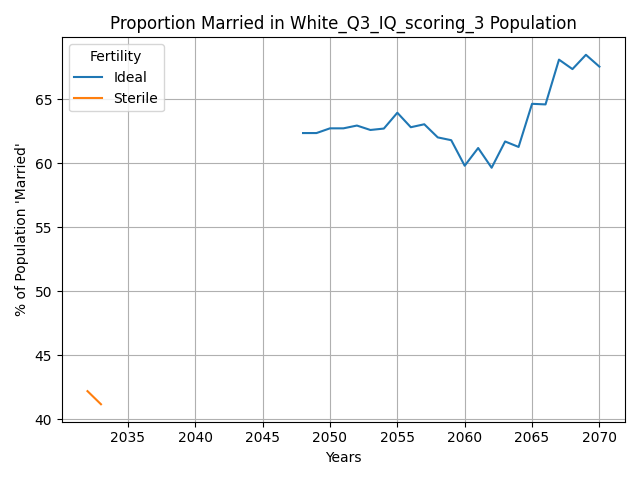 Proportion Married in White_Q3_IQ_scoring_3 Population
Fertility
Ideal
Sterile
% of Population 'Married'
65
60
55
50
45
40
2035 2040 2045 2050 2055 2060 2065 2070
Years